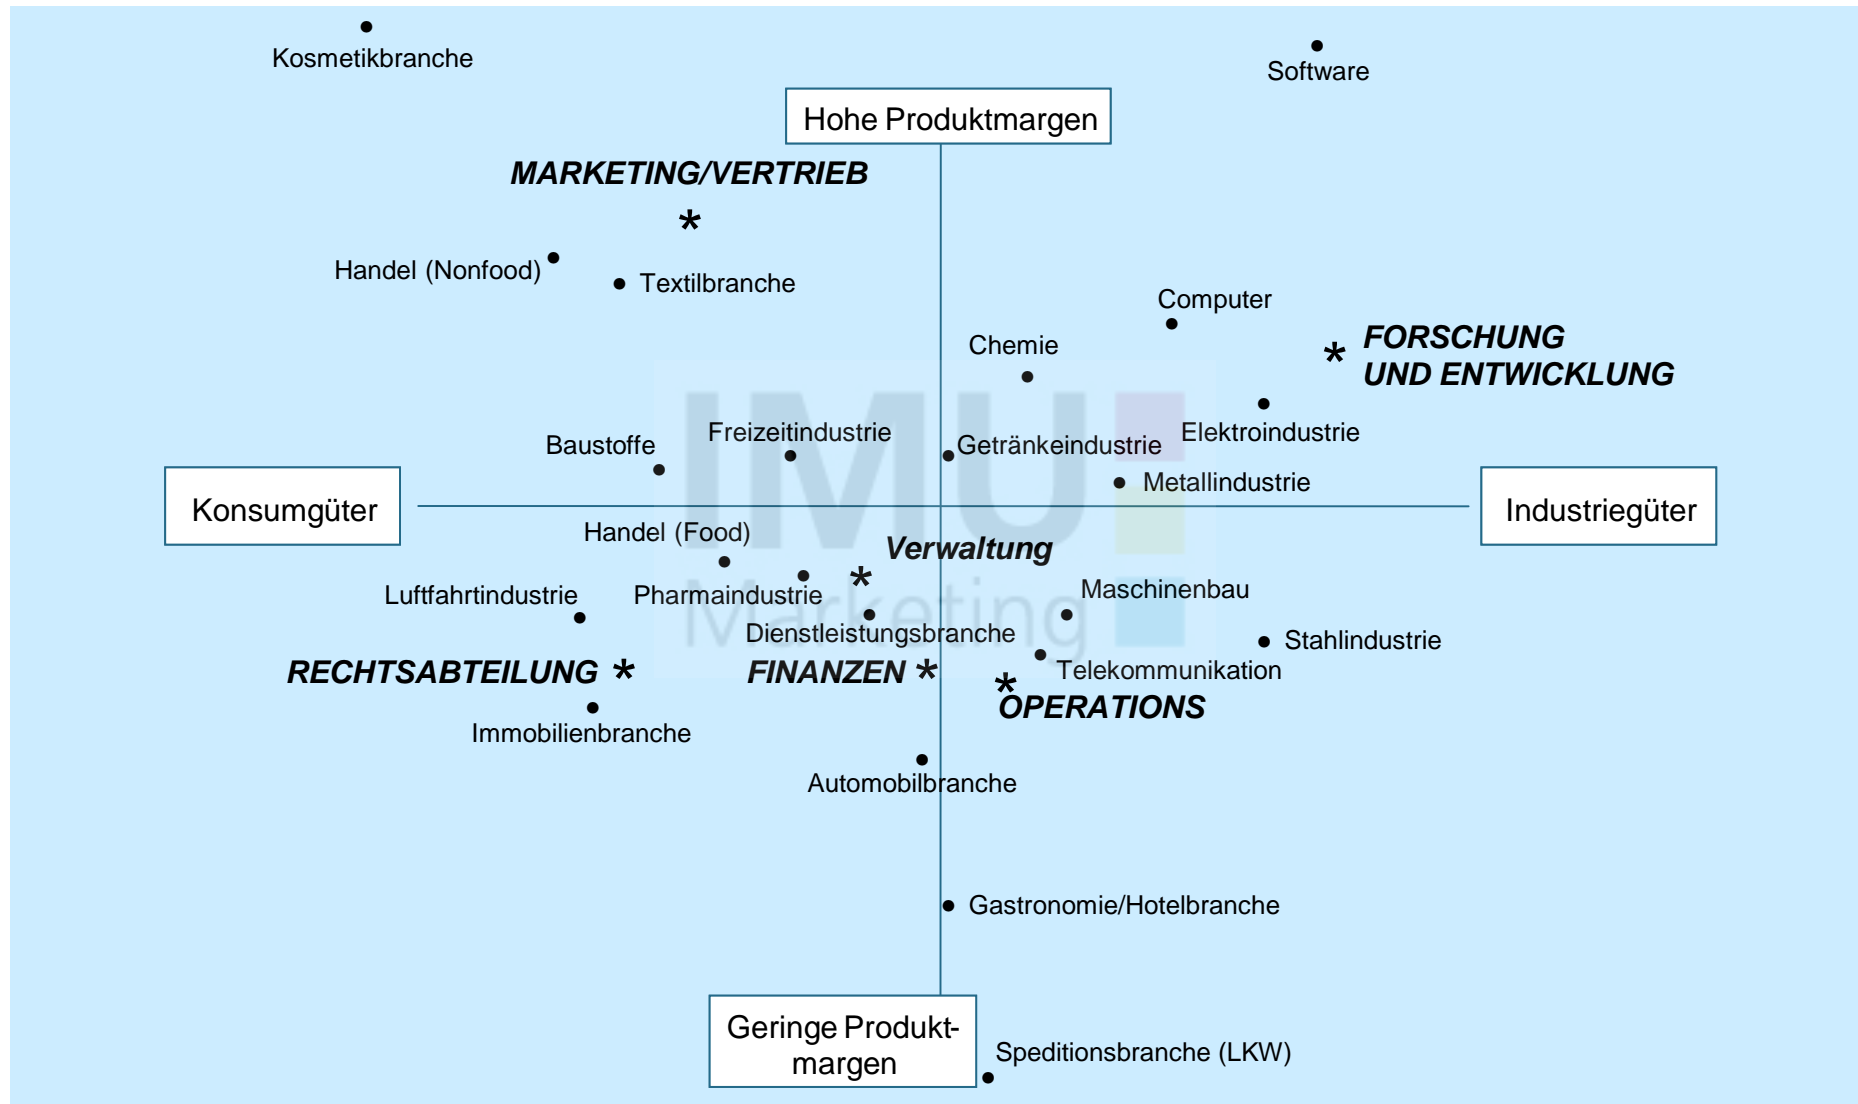 Kosmetikbranche
Software
Hohe Produktmargen
MARKETING/VERTRIEB
*
Handel (Nonfood)
Textilbranche
Computer
Chemie
* FORSCHUNG
UND ENTWICKLUNG
Baustoffe
Freizeitindustrie
Getränkeindustrie
Elektroindustrie
Metallindustrie
Konsumgüter
Industriegüter
Handel (Food)
Verwaltung
*
Luftfahrtindustrie
Pharmaindustrie
Maschinenbau
Dienstleistungsbranche
Stahlindustrie
RECHTSABTEILUNG *
FINANZEN *
Telekommunikation
*
OPERATIONS
Immobilienbranche
Automobilbranche
Gastronomie/Hotelbranche
Geringe Produkt-
margen
Speditionsbranche (LKW)
IMU
Marketing